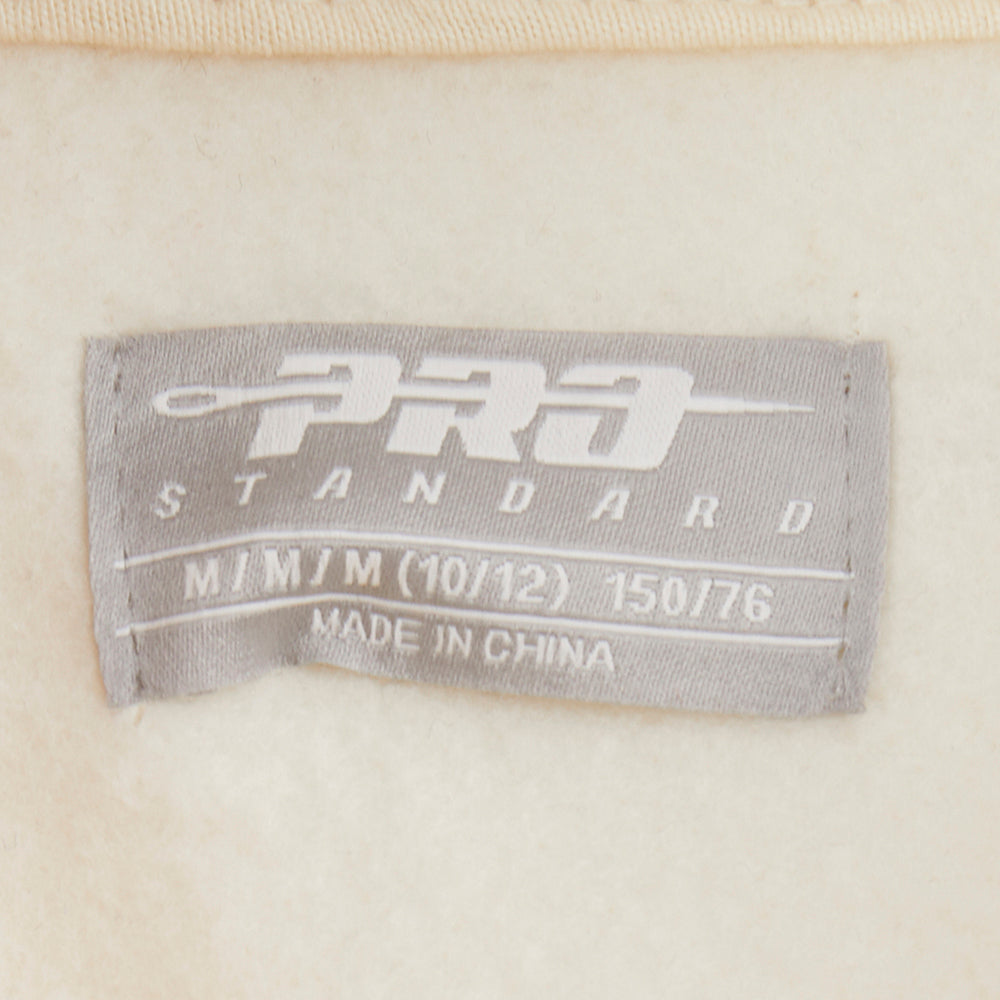 PRO
STANDARD
M/M/M (10/12) 150/76
MADE IN CHINA